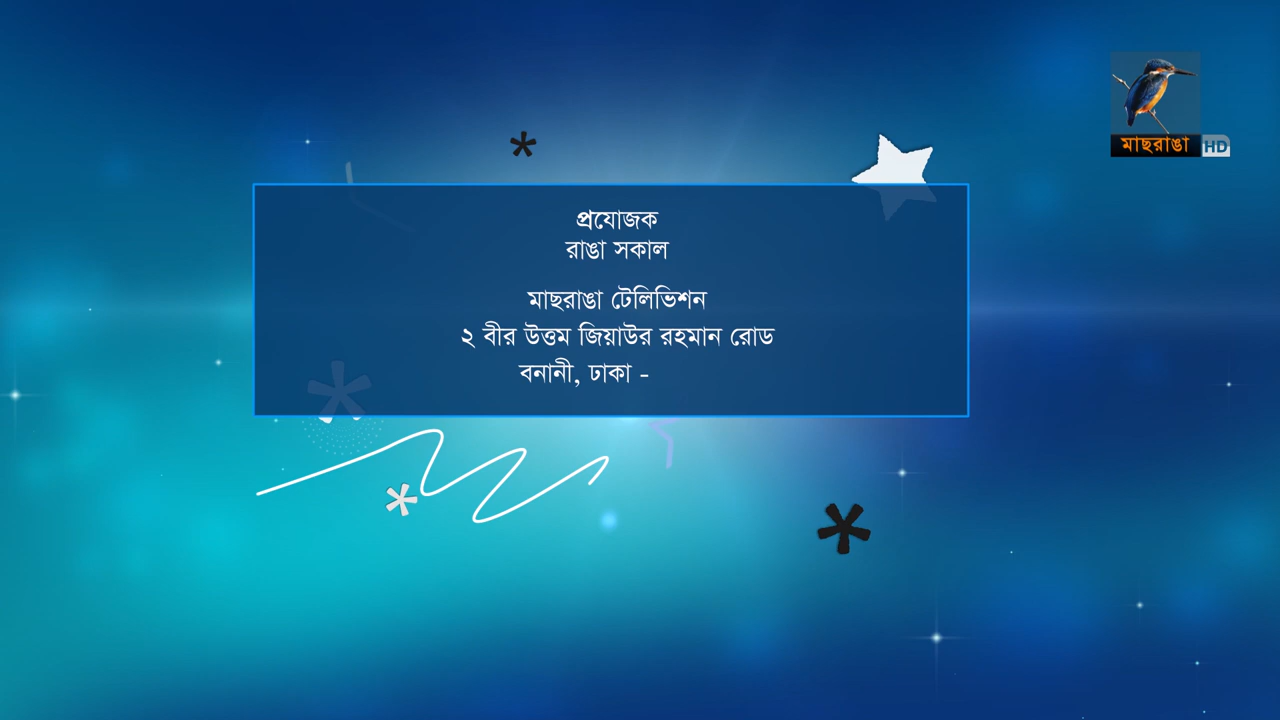 মাছরাঙা HD
প্রযোজক
রাঙা সকাল
মাছরাঙা টেলিভিশন
২ বীর উত্তম জিয়াউর রহমান রোড
বনানী, ঢাকা -